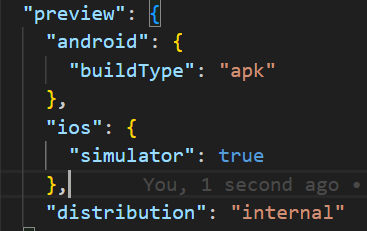 "preview": {
"android": {
"buildType": "apk"
},
"ios": {
"simulator": true
},    You, 1 second ago •
"distribution": "internal"